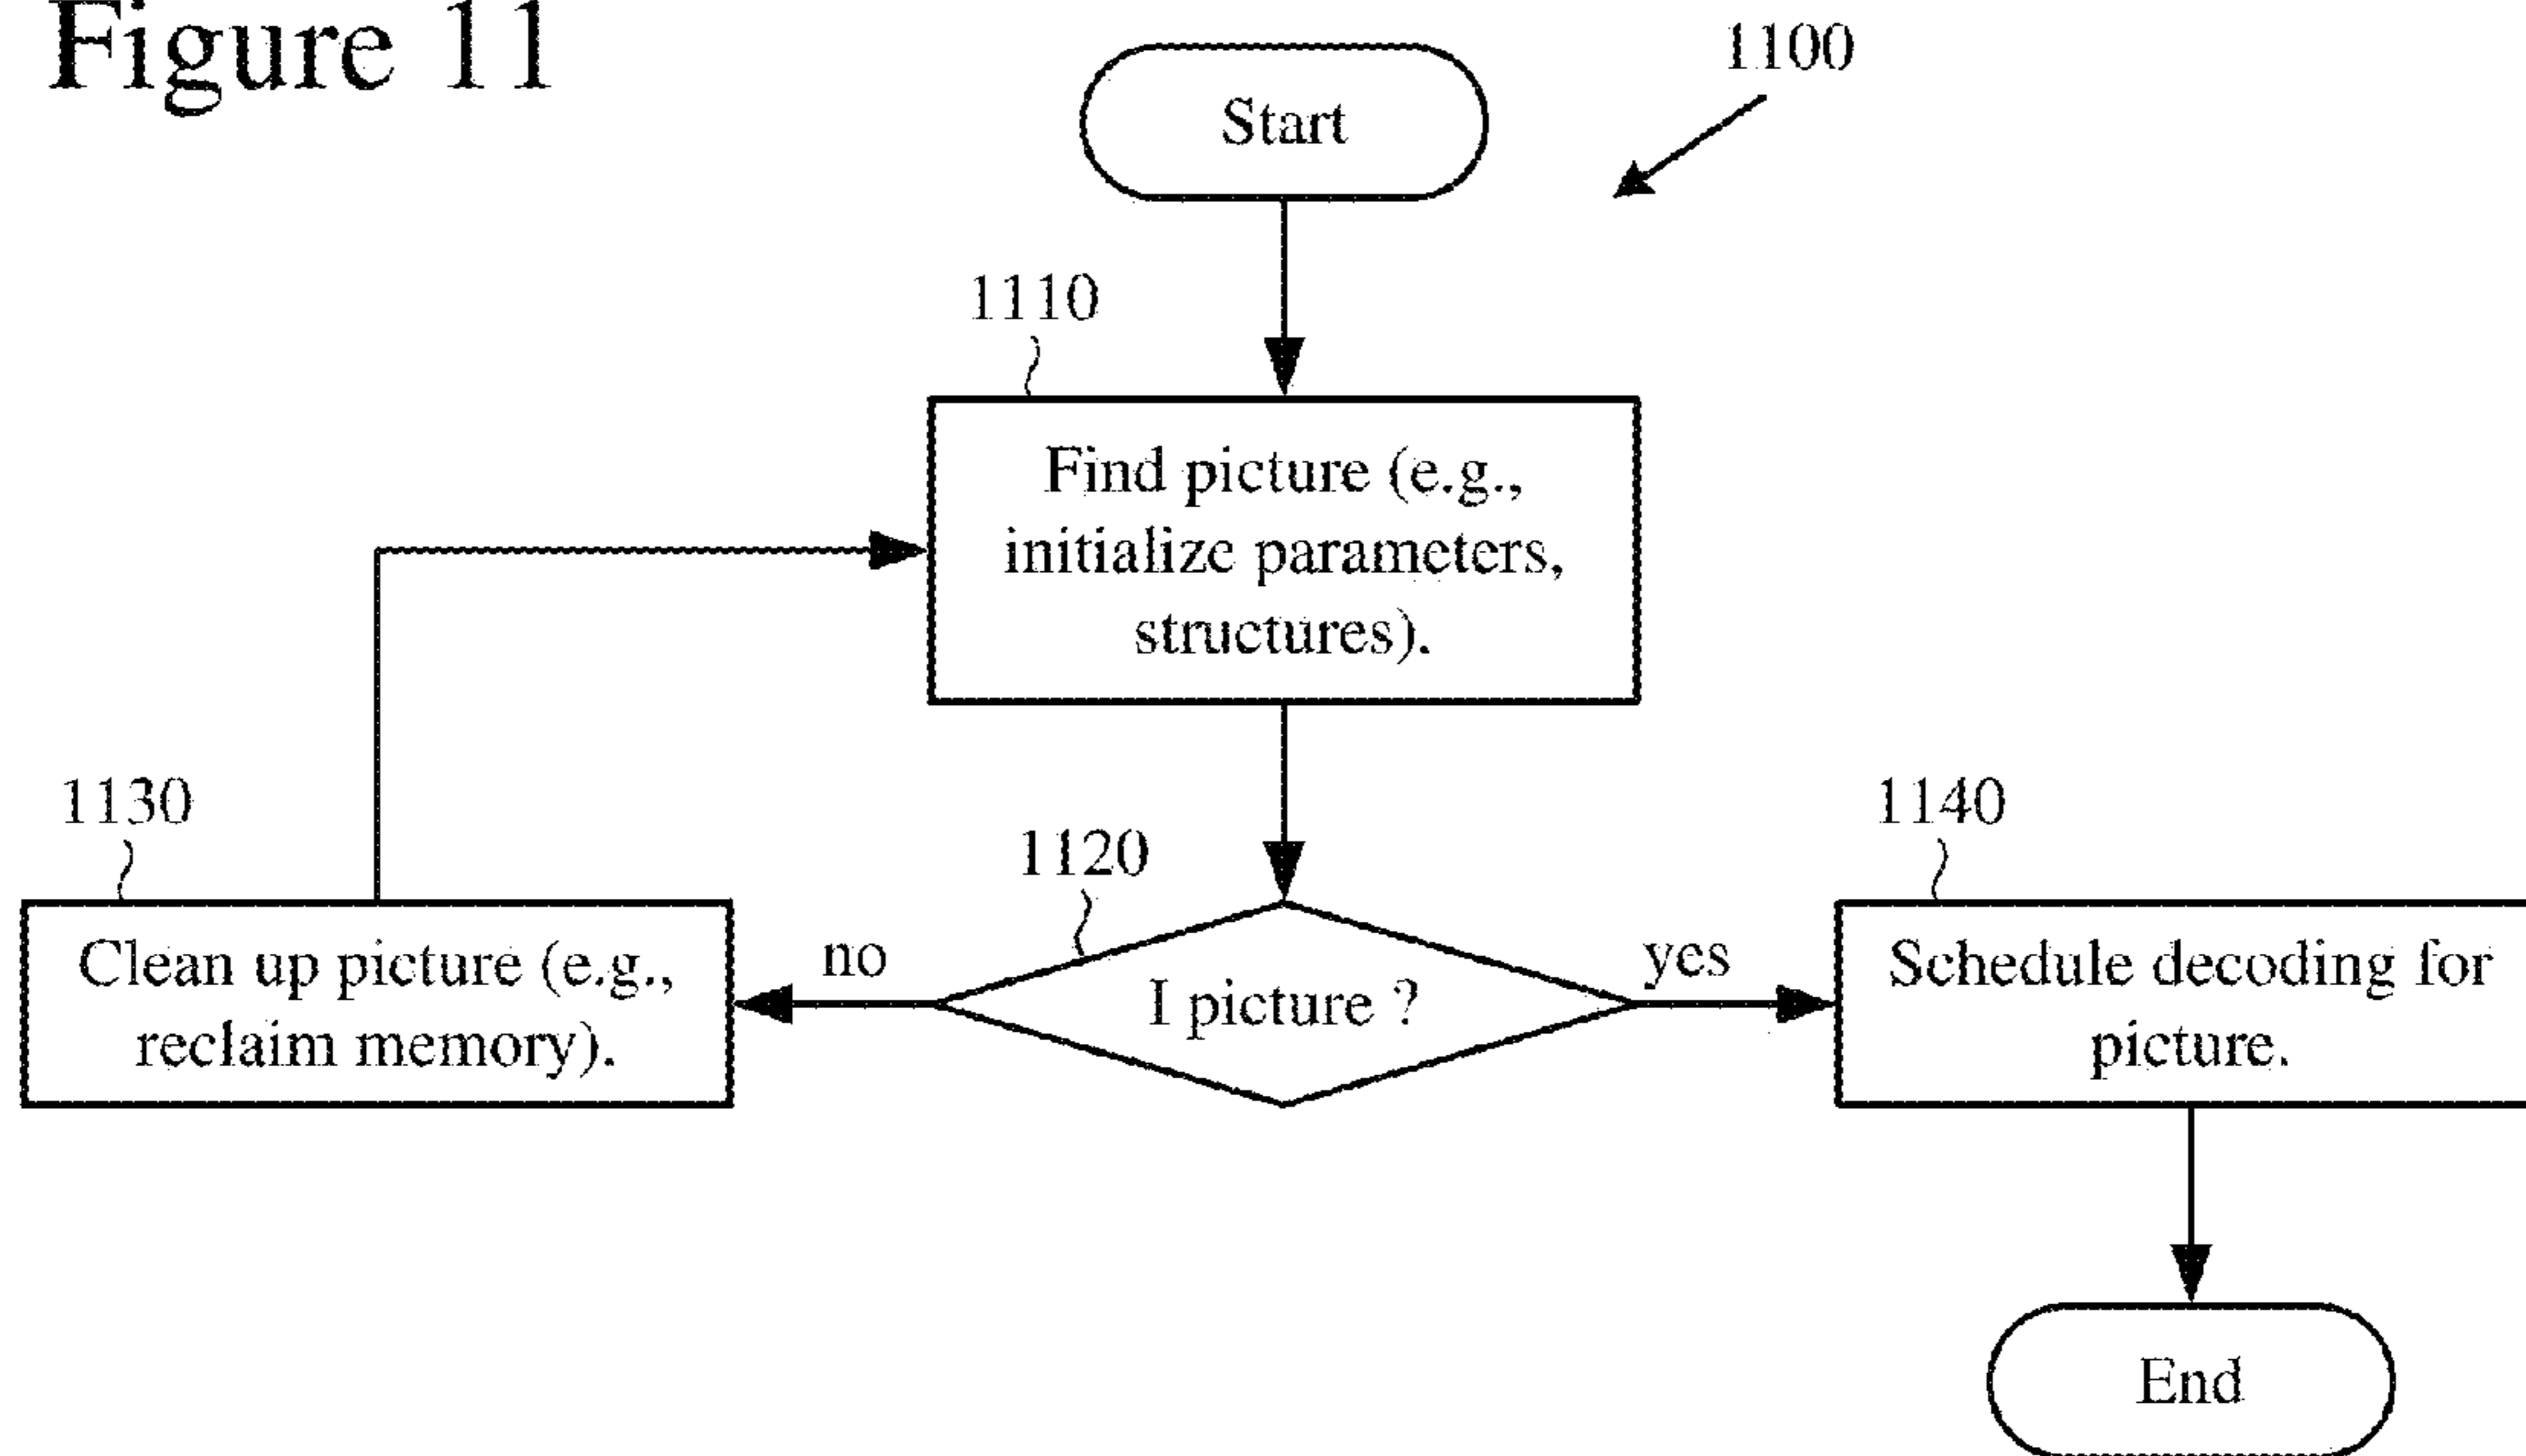 Figure 11
1100
Start
1110
Find picture (e.g.,
initialize parameters,
structures).
1130
1120
1140
Clean up picture (e.g.,
reclaim memory).
no
I picture ?
yes
Schedule decoding for
picture.
End